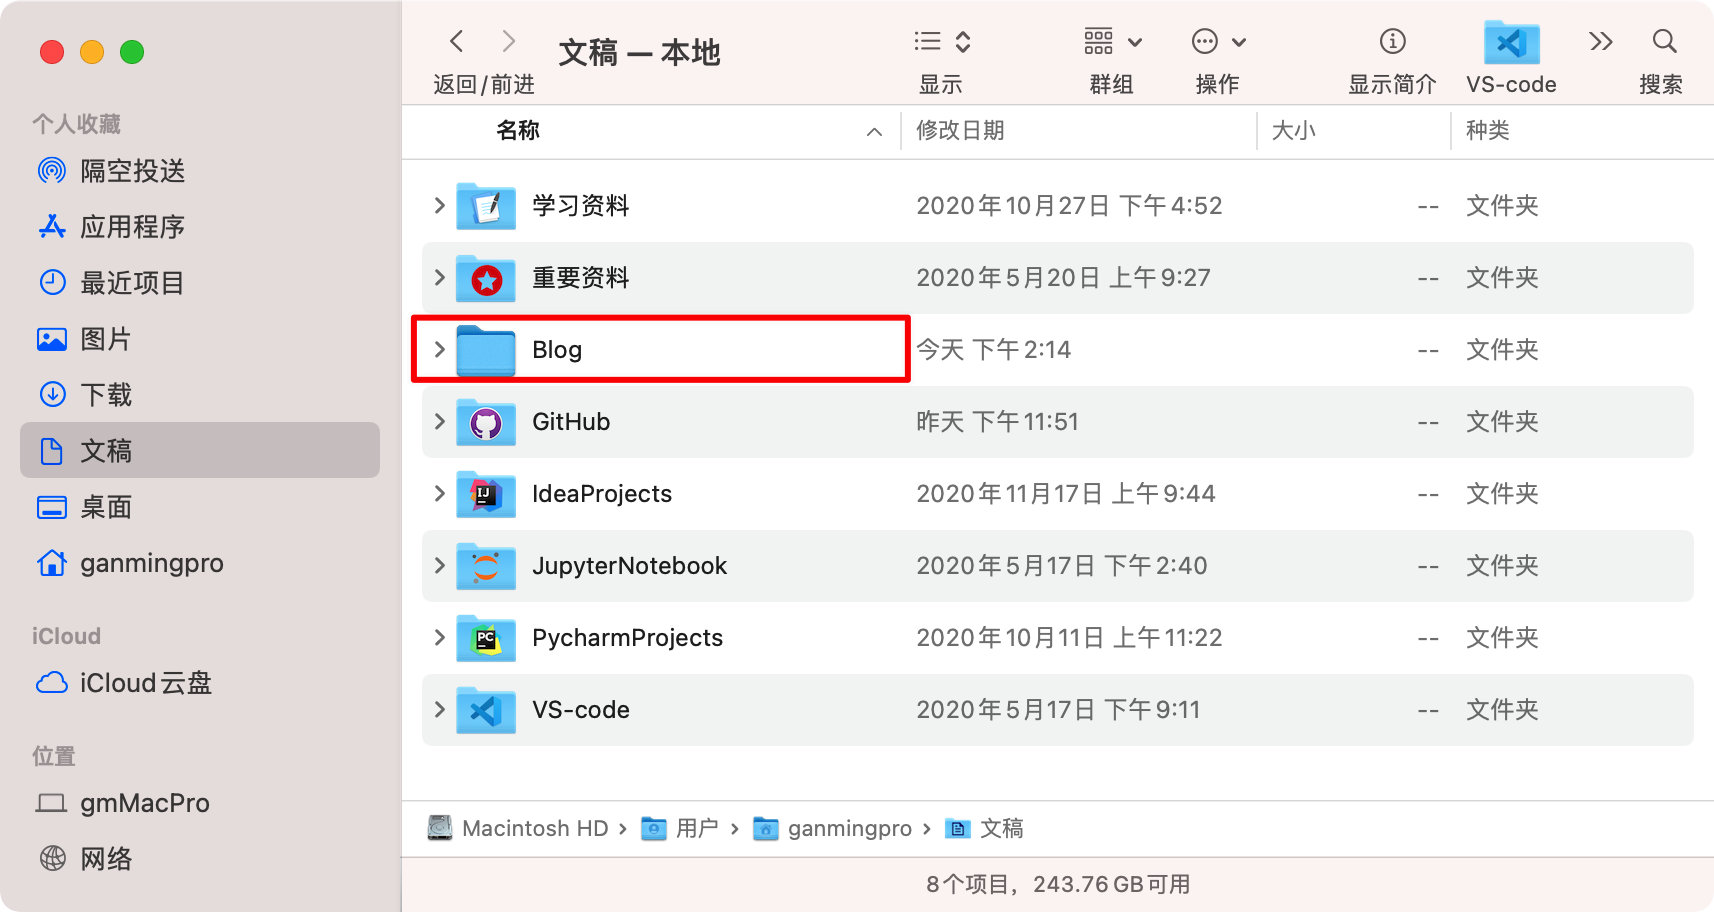 文稿 — 本地
返回/前进 显示 群组 操作 显示简介 VS-code 搜索
个人收藏
隔空投送
应用程序
最近项目
图片
下载
文稿
桌面
ganmingpro
iCloud
iCloud云盘
位置
gmMacPro
网络
名称 修改日期 大小 种类
学习资料 2020年10月27日 下午4:52 -- 文件夹
重要资料 2020年5月20日 上午9:27 -- 文件夹
Blog 今天 下午2:14 -- 文件夹
GitHub 昨天 下午11:51 -- 文件夹
IJ
IdeaProjects 2020年11月17日 上午9:44 -- 文件夹
JupyterNotebook 2020年5月17日 下午2:40 -- 文件夹
PC
PycharmProjects 2020年10月11日 上午11:22 -- 文件夹
VS-code 2020年5月17日 下午9:11 -- 文件夹
Macintosh HD › 用户 › ganmingpro › 文稿
8个项目，243.76 GB可用